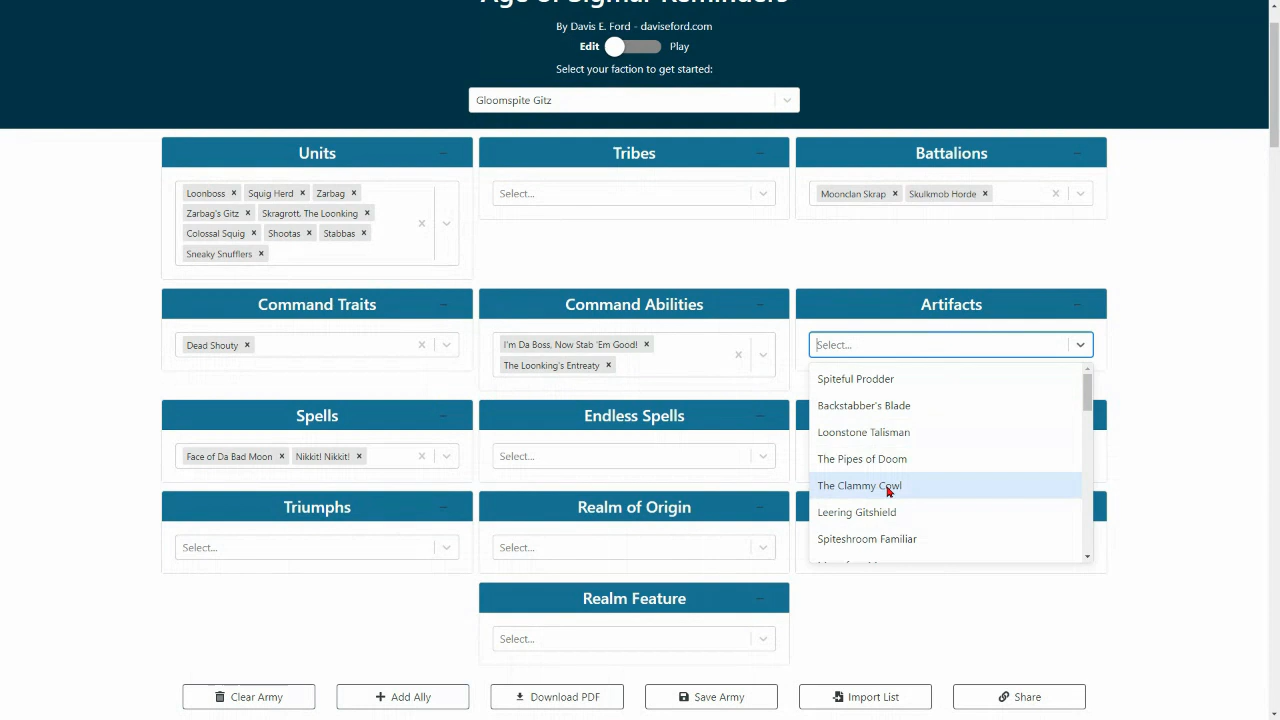 Age of Sigmar Reminders
By Davis E. Ford - daviseford.com
Edit Play
Select your faction to get started:
Gloomspite Gitz
Units
Tribes
Battalions
Loonboss × Squig Herd × Zarbag ×
Zarbag's Gitz × Skragrott, The Loonking ×
Colossal Squig × Shootas × Stabbas ×
Sneaky Snufflers ×
Select...
Moonclan Skrap × Skulkmob Horde ×
Command Traits
Command Abilities
Artifacts
Dead Shouty ×
I'm Da Boss, Now Stab 'Em Good! ×
The Loonking's Entreaty ×
Select...
Spiteful Prodder
Backstabber's Blade
Loonstone Talisman
The Pipes of Doom
The Clammy Cowl
Leering Gitshield
Spiteshroom Familiar
Spells
Endless Spells
Face of Da Bad Moon × Nikkit! Nikkit! ×
Select...
Triumphs
Realm of Origin
Select...
Select...
Realm Feature
Select...
Clear Army
Add Ally
Download PDF
Save Army
Import List
Share